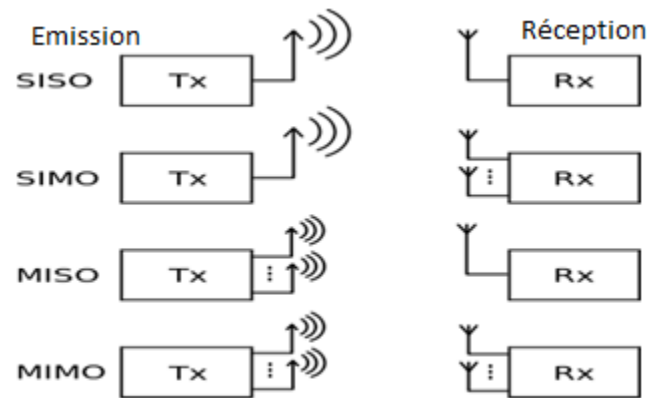 Emission Réception
SISO Tx Rx
SIMO Tx Rx
MISO Tx Rx
MIMO Tx Rx